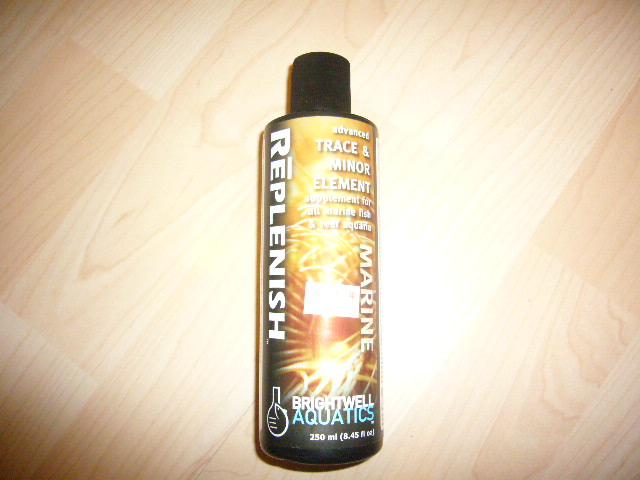 RĒPLENISH™
advanced
TRACE &
MINOR
ELEMENT
supplement for
all marine fish
& reef aquaria
MARINE
BRIGHTWELL
AQUATICS
250 ml (8.45 fl oz)